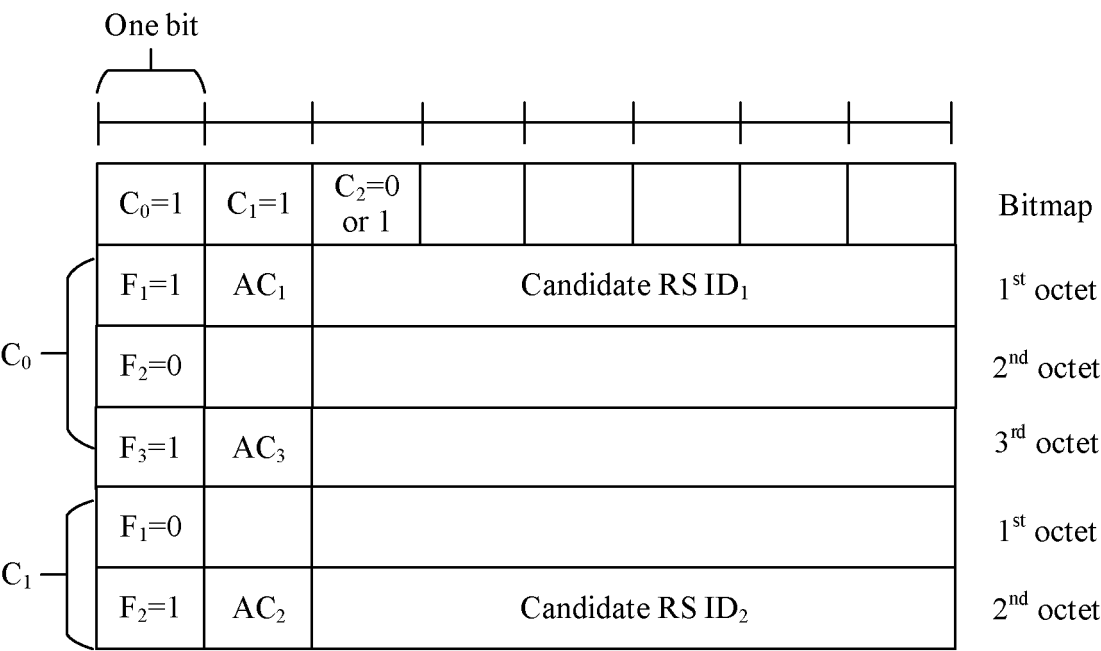 One bit
C₀=1 C₁=1 C₂=0 or 1 Bitmap
F₁=1 AC₁ Candidate RS ID₁ 1ˢᵗ octet
C₀
F₂=0 2ⁿᵈ octet
F₃=1 AC₃ 3ʳᵈ octet
F₁=0 1ˢᵗ octet
C₁
F₂=1 AC₂ Candidate RS ID₂ 2ⁿᵈ octet